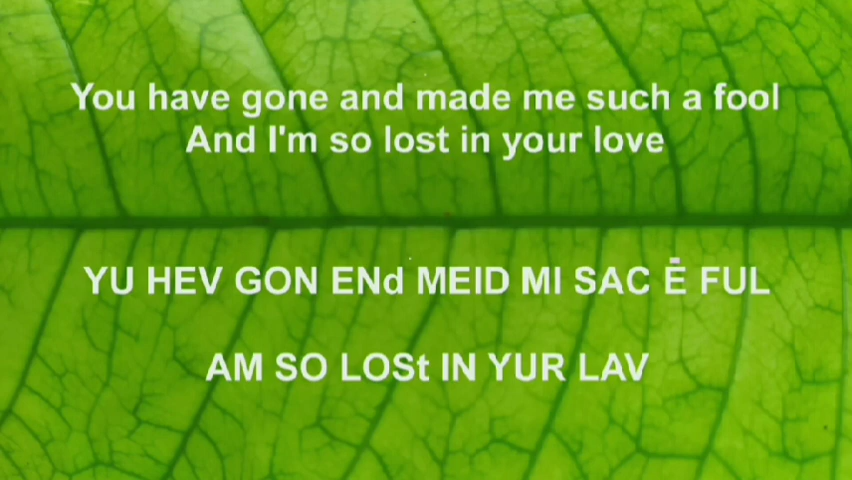 You have gone and made me such a fool
And I'm so lost in your love
YU HEV GON ENd MEID MI SAC Ē FUL
AM SO LOSt IN YUR LAV